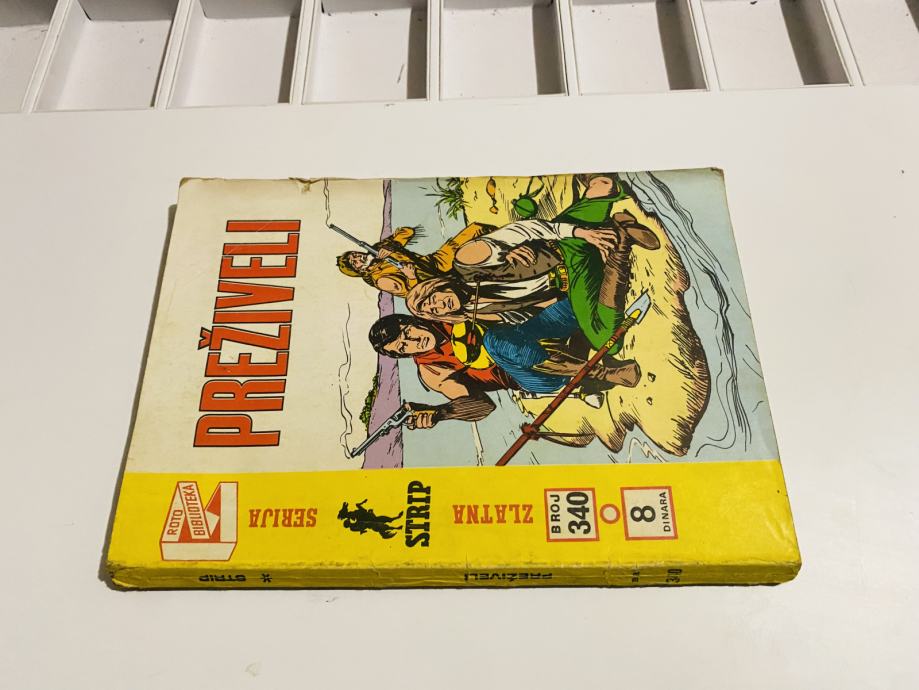 PREŽIVELI
ROTO
BIBLIOTEKA
SERIJA
STRIP
ZLATNA
BROJ
340
8
DINARA
* STRIP
PREŽIVELI
340